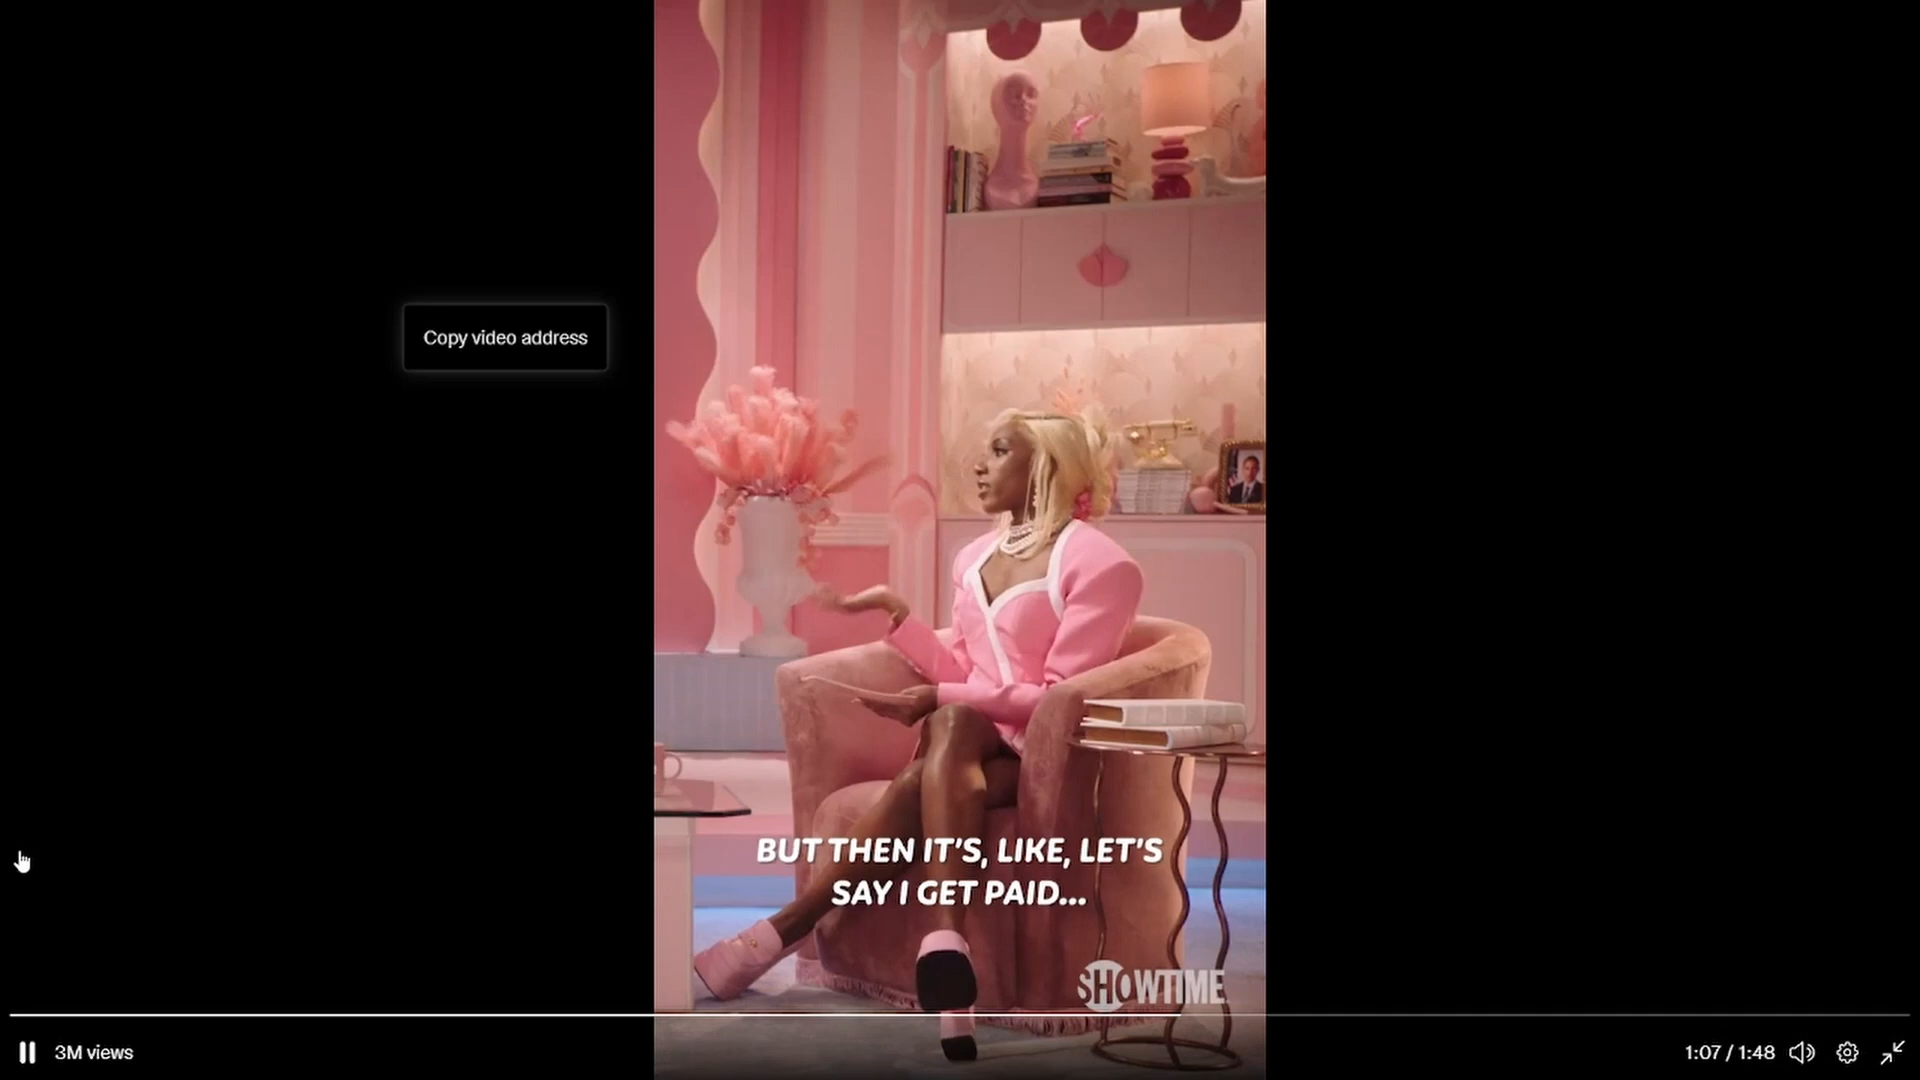 Copy video address
BUT THEN IT'S, LIKE, LET'S
SAY I GET PAID...
SHOWTIME
3M views
1:07 / 1:48